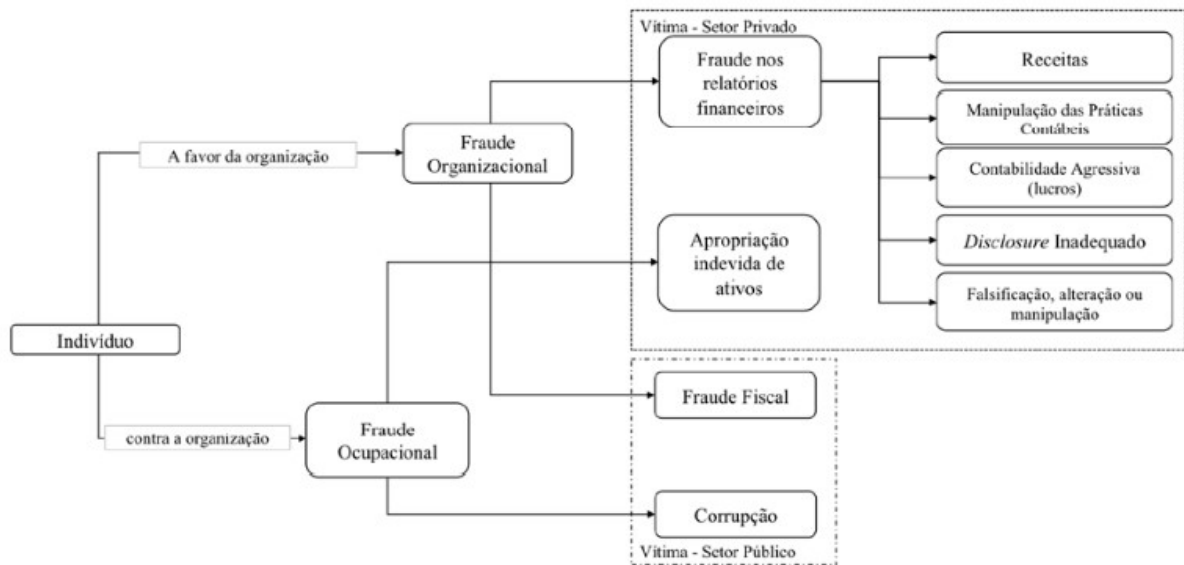 Vítima - Setor Privado
Fraude nos
relatórios
financeiros
Receitas
Manipulação das Práticas
Contábeis
Contabilidade Agressiva
(lucros)
Disclosure Inadequado
Falsificação, alteração ou
manipulação
A favor da organização
Fraude
Organizacional
Apropriação
indevida de
ativos
Indivíduo
contra a organização
Fraude
Ocupacional
Fraude Fiscal
Corrupção
Vítima - Setor Público